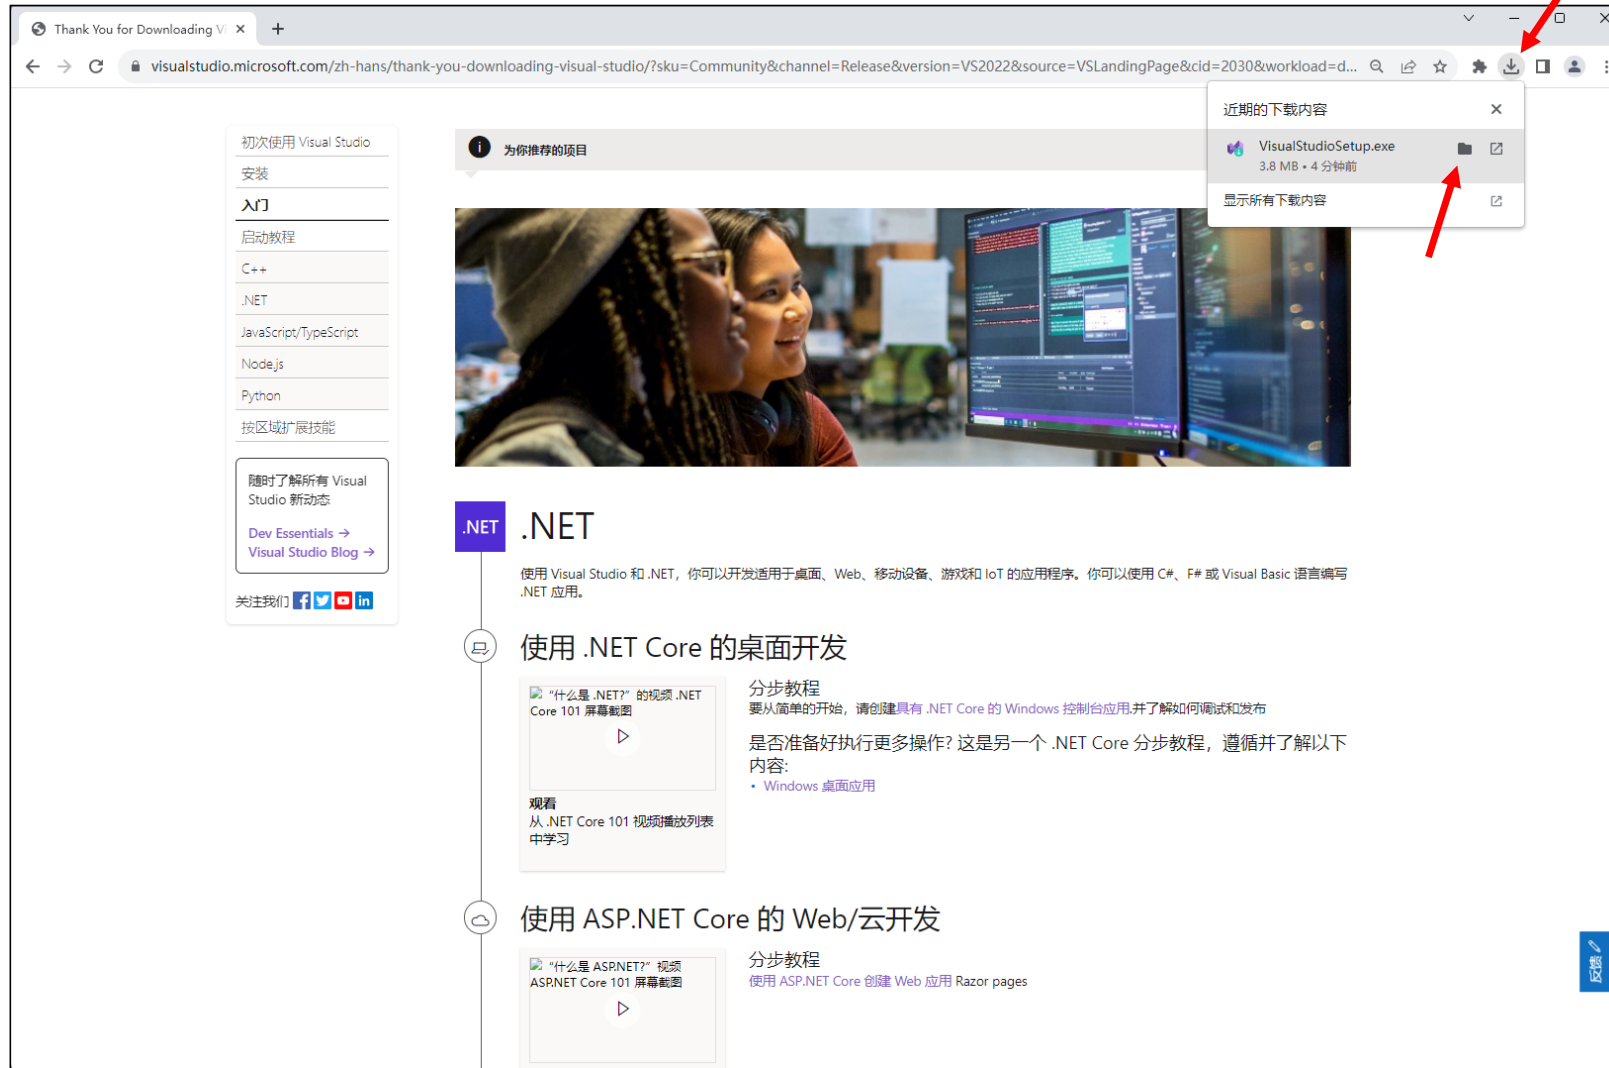 Thank You for Downloading Vi
visualstudio.microsoft.com/zh-hans/thank-you-downloading-visual-studio/?sku=Community&channel=Release&version=VS2022&source=VSLandingPage&cid=2030&workload=d...
近期的下载内容
VisualStudioSetup.exe
3.8 MB • 4 分钟前
显示所有下载内容
初次使用 Visual Studio
安装
入门
启动教程
C++
.NET
JavaScript/TypeScript
Node.js
Python
按区域扩展技能
随时了解所有 Visual
Studio 新动态
Dev Essentials →
Visual Studio Blog →
关注我们
为你推荐的项目
.NET
.NET
使用 Visual Studio 和 .NET，你可以开发适用于桌面、Web、移动设备、游戏和 IoT 的应用程序。你可以使用 C#、F# 或 Visual Basic 语言编写
.NET 应用。
使用 .NET Core 的桌面开发
“什么是 .NET?”的视频 .NET
Core 101 屏幕截图
观看
从 .NET Core 101 视频播放列表
中学习
分步教程
要从简单的开始，请创建具有 .NET Core 的 Windows 控制台应用.并了解如何调试和发布
是否准备好执行更多操作? 这是另一个 .NET Core 分步教程，遵循并了解以下
内容:
• Windows 桌面应用
使用 ASP.NET Core 的 Web/云开发
“什么是 ASP.NET?”视频
ASP.NET Core 101 屏幕截图
分步教程
使用 ASP.NET Core 创建 Web 应用 Razor pages
反馈